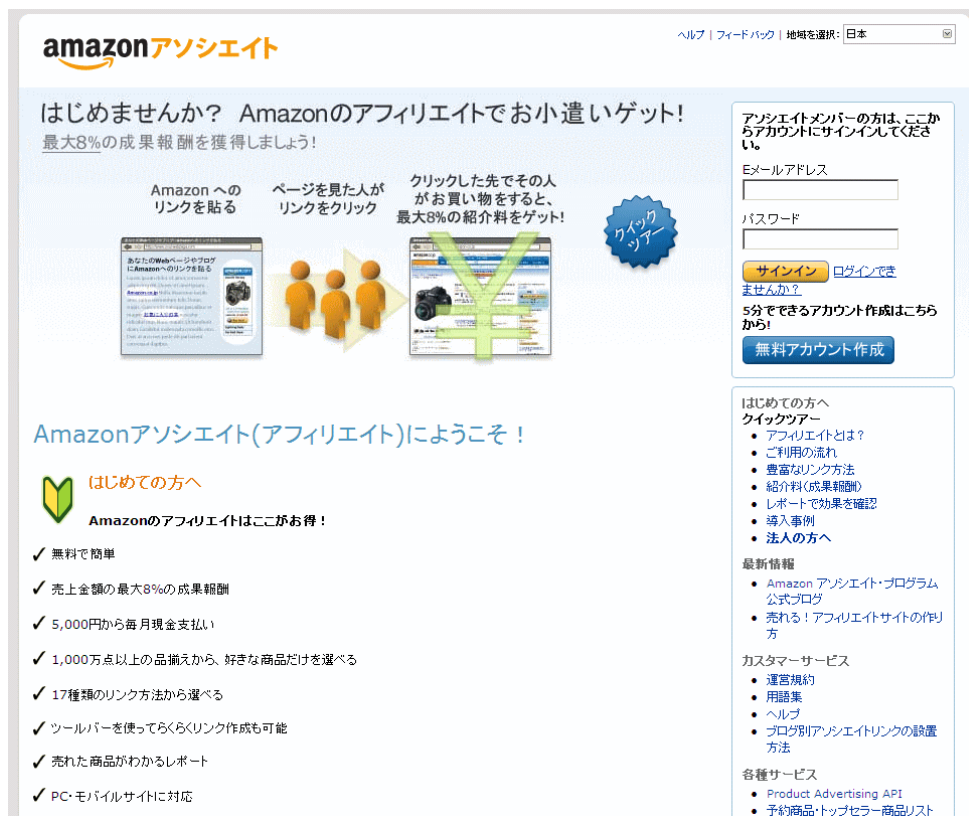 amazonアソシエイト
ヘルプ | フィードバック | 地域を選択: 日本
はじめませんか? Amazonのアフィリエイトでお小遣いゲット!
最大8%の成果報酬を獲得しましょう!
Amazon への
リンクを貼る
ページを見た人が
リンクをクリック
クリックした先でその人
がお買い物をすると、
最大8%の紹介料をゲット!
クイック
ツアー
あなたのWebページやブログ
にAmazonへのリンクを貼る
アソシエイトメンバーの方は、ここか
らアカウントにサインインしてくださ
い。
Eメールアドレス
パスワード
サインイン ログインでき
ませんか?
5分でできるアカウント作成はこちら
から!
無料アカウント作成
Amazonアソシエイト(アフィリエイト)にようこそ!
はじめての方へ
Amazonのアフィリエイトはここがお得!
✓ 無料で簡単
✓ 売上金額の最大8%の成果報酬
✓ 5,000円から毎月現金支払い
✓ 1,000万点以上の品揃えから、好きな商品だけを選べる
✓ 17種類のリンク方法から選べる
✓ ツールバーを使ってらくらくリンク作成も可能
✓ 売れた商品がわかるレポート
✓ PC・モバイルサイトに対応
はじめての方へ
クイックツアー
• アフィリエイトとは?
• ご利用の流れ
• 豊富なリンク方法
• 紹介料(成果報酬)
• レポートで効果を確認
• 導入事例
• 法人の方へ
最新情報
• Amazon アソシエイト・プログラム
公式ブログ
• 売れる!アフィリエイトサイトの作り
方
カスタマーサービス
• 運営規約
• 用語集
• ヘルプ
• ブログ別アソシエイトリンクの設置
方法
各種サービス
• Product Advertising API
• 予約商品・トップセラー商品リスト